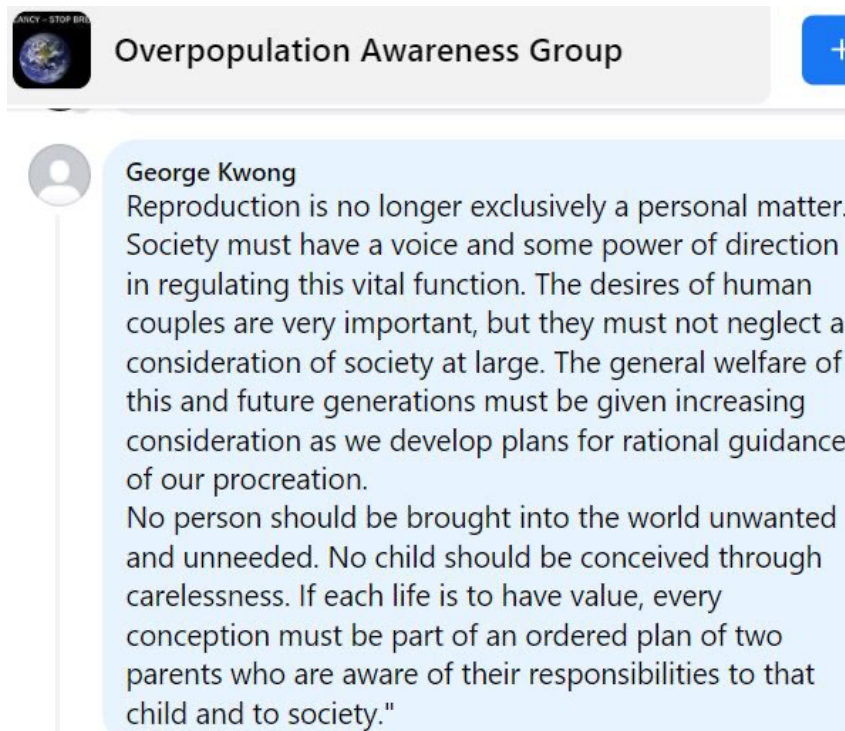 ANCY – STOP BRE
Overpopulation Awareness Group
+
George Kwong
Reproduction is no longer exclusively a personal matter.
Society must have a voice and some power of direction
in regulating this vital function. The desires of human
couples are very important, but they must not neglect a
consideration of society at large. The general welfare of
this and future generations must be given increasing
consideration as we develop plans for rational guidance
of our procreation.
No person should be brought into the world unwanted
and unneeded. No child should be conceived through
carelessness. If each life is to have value, every
conception must be part of an ordered plan of two
parents who are aware of their responsibilities to that
child and to society."